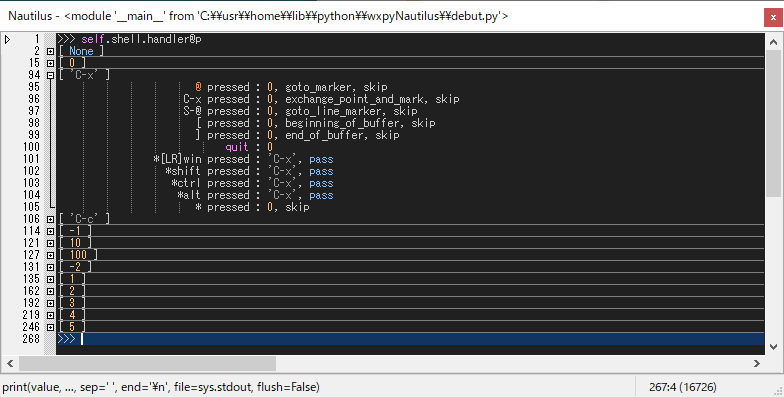 Nautilus - <module '__main__' from 'C:¥¥usr¥¥home¥¥lib¥¥python¥¥wxpyNautilus¥¥debut.py'>
1 >>> self.shell.handler@p
2 [ None ]
15 [ 0 ]
94 [ 'C-x' ]
95 @ pressed : 0, goto_marker, skip
96 C-x pressed : 0, exchange_point_and_mark, skip
97 S-@ pressed : 0, goto_line_marker, skip
98 [ pressed : 0, beginning_of_buffer, skip
99 ] pressed : 0, end_of_buffer, skip
100 quit : 0
101 *[LR]win pressed : 'C-x', pass
102 *shift pressed : 'C-x', pass
103 *ctrl pressed : 'C-x', pass
104 *alt pressed : 'C-x', pass
105 * pressed : 0, skip
106 [ 'C-c' ]
114 [ -1 ]
121 [ 10 ]
127 [ 100 ]
131 [ -2 ]
135 [ 1 ]
162 [ 2 ]
192 [ 3 ]
219 [ 4 ]
246 [ 5 ]
268 >>>
print(value, ..., sep=' ', end='¥n', file=sys.stdout, flush=False) 267:4 (16726)